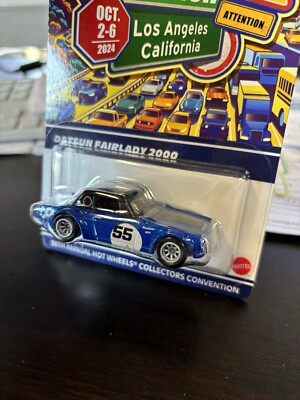 OCT.
2-6
2024
Los Angeles
California
ATTENTION
DATSUN FAIRLADY 2000
55
38TH ANNUAL HOT WHEELS® COLLECTORS CONVENTION
MATTEL